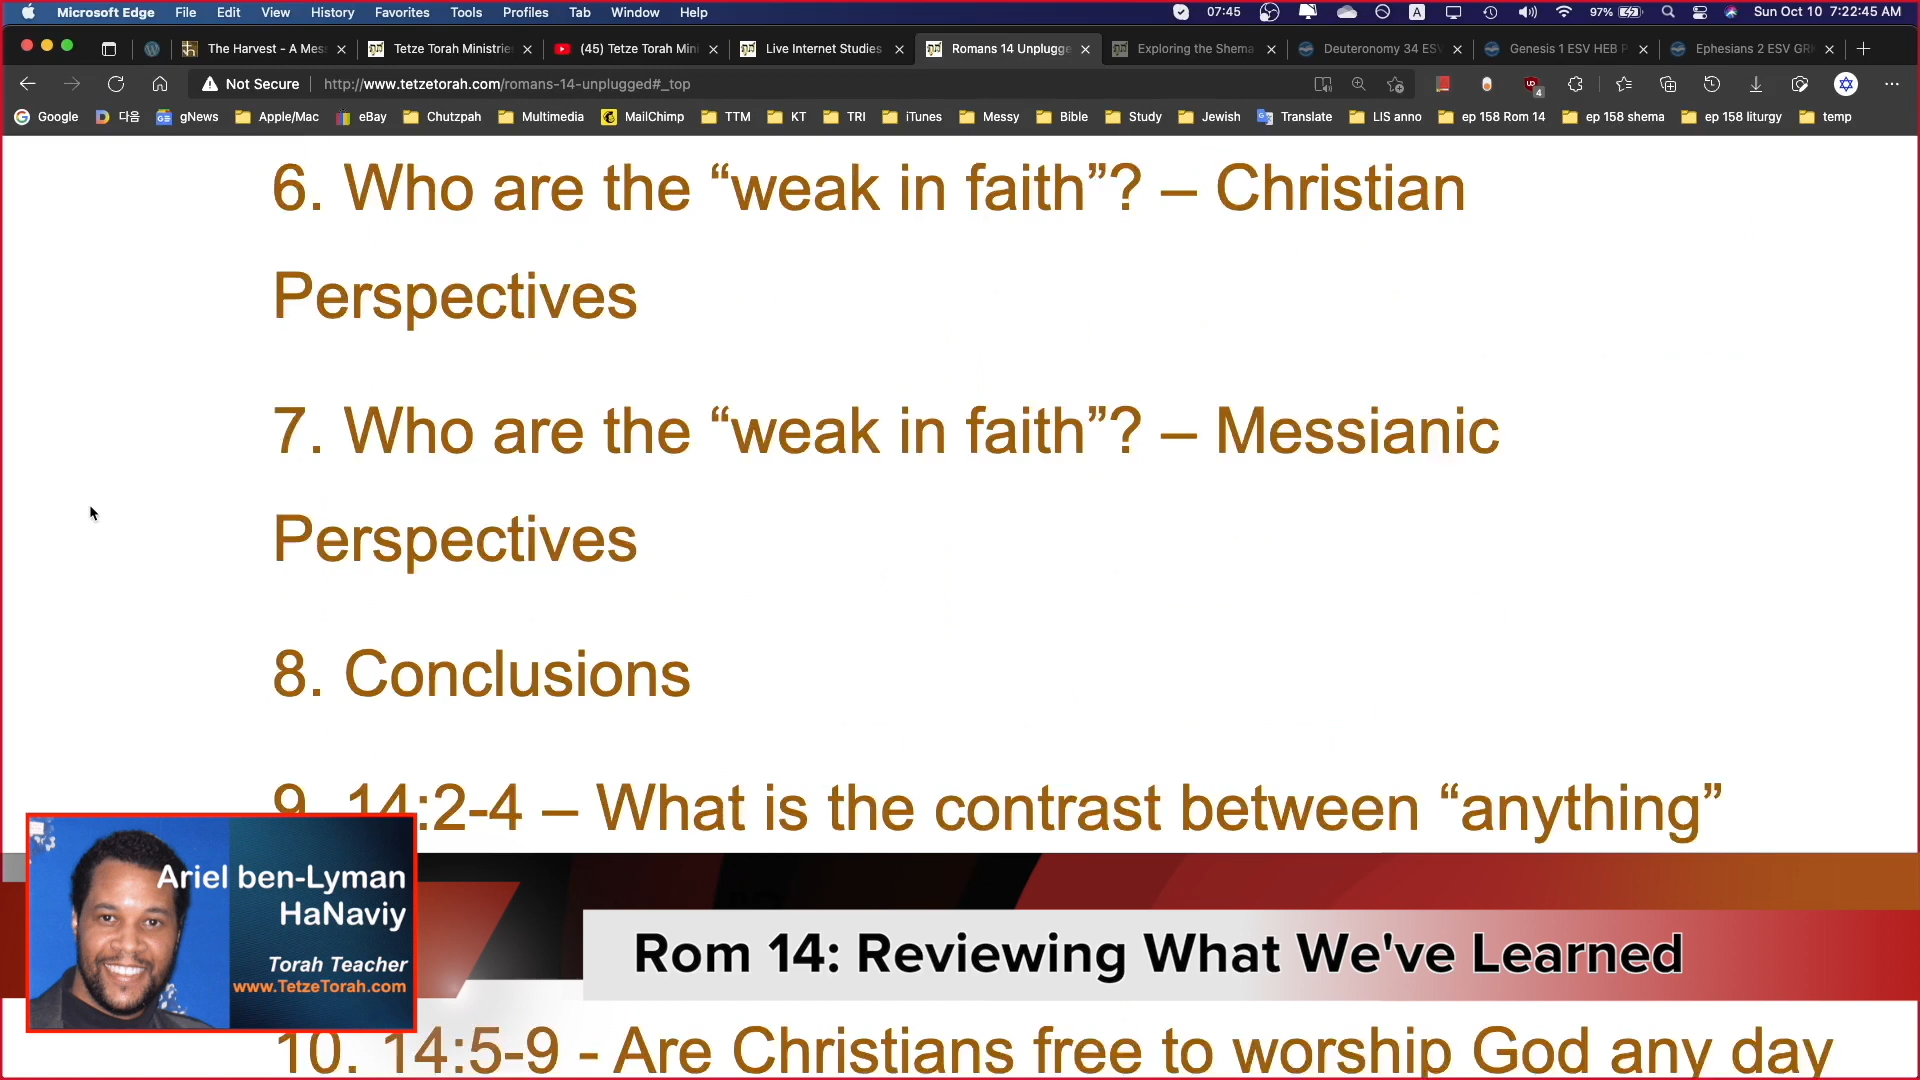 Microsoft Edge File Edit View History Favorites Tools Profiles Tab Window Help 07:45 A 97% Sun Oct 10 7:22:45 AM
The Harvest - A Mes Tetze Torah Ministrie (45) Tetze Torah Mini Live Internet Studies Romans 14 Unplugge Exploring the Shema Deuteronomy 34 ESV Genesis 1 ESV HEB P Ephesians 2 ESV GRK
Not Secure http://www.tetzetorah.com/romans-14-unplugged#_top 4
Google 다음 gNews Apple/Mac eBay Chutzpah Multimedia MailChimp TTM KT TRI iTunes Messy Bible Study Jewish Translate LIS anno ep 158 Rom 14 ep 158 shema ep 158 liturgy temp
6. Who are the “weak in faith”? – Christian
Perspectives
7. Who are the “weak in faith”? – Messianic
Perspectives
8. Conclusions
9. 14:2-4 – What is the contrast between “anything”
Ariel ben-Lyman
HaNaviy
Torah Teacher
www.TetzeTorah.com
Rom 14: Reviewing What We've Learned
10. 14:5-9 - Are Christians free to worship God any day